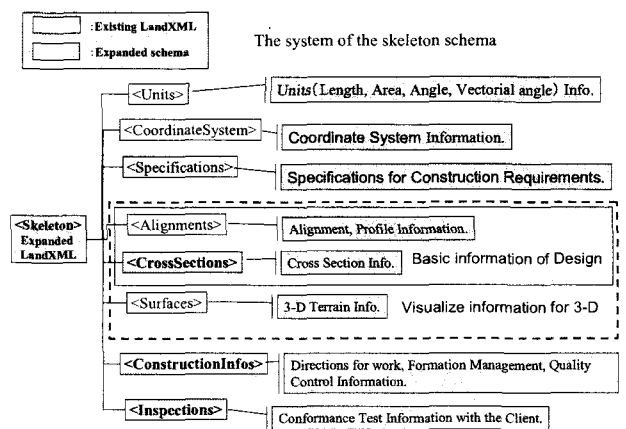 :Existing LandXML
:Expanded schema
The system of the skeleton schema
<Units>
Units(Length, Area, Angle, Vectorial angle) Info.
<CoordinateSystem>
Coordinate System Information.
<Specifications>
Specifications for Construction Requirements.
<Skeleton>
Expanded
LandXML
<Alignments>
Alignment, Profile Information.
<CrossSections>
Cross Section Info.
Basic information of Design
<Surfaces>
3-D Terrain Info.
Visualize information for 3-D
<ConstructionInfos>
Directions for work, Formation Management, Quality
Control Information.
<Inspections>
Conformance Test Information with the Client.